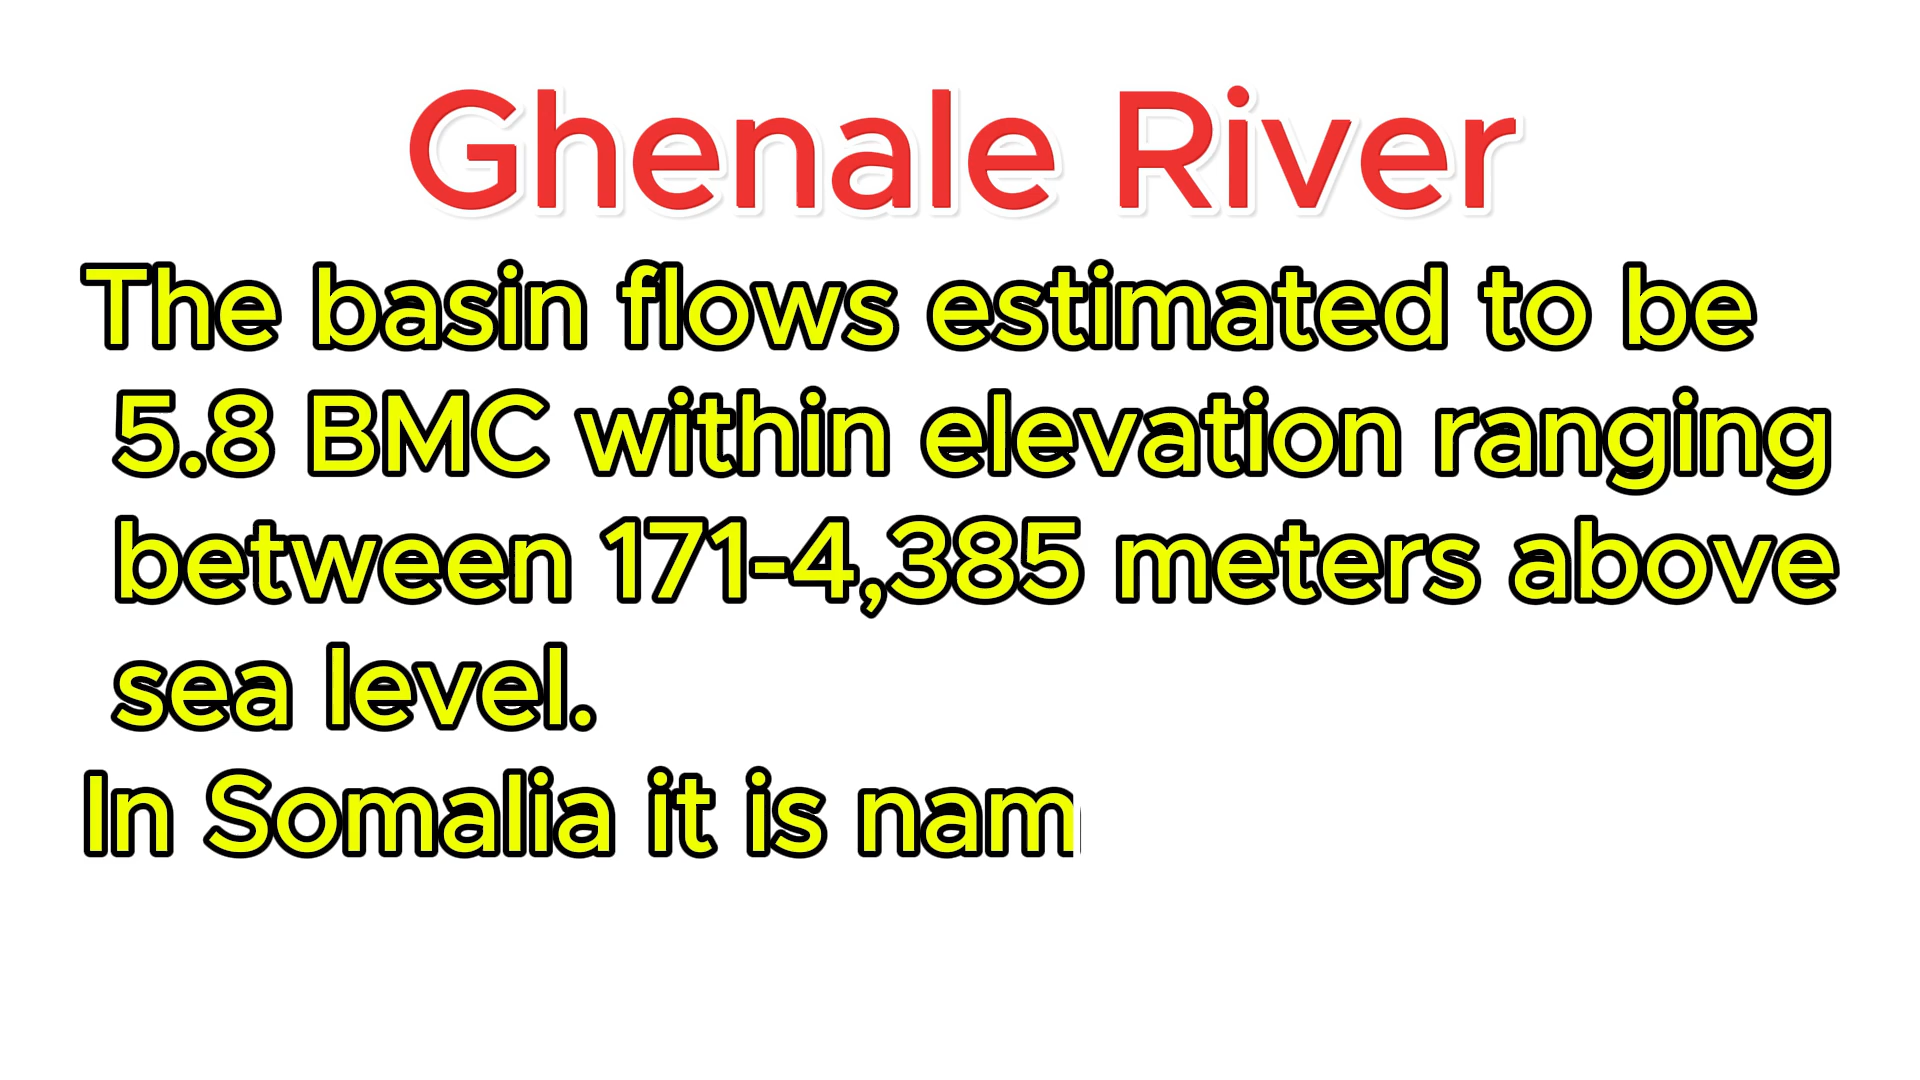 Ghenale River
The basin flows estimated to be
5.8 BMC within elevation ranging
between 171-4,385 meters above
sea level.
In Somalia it is nam